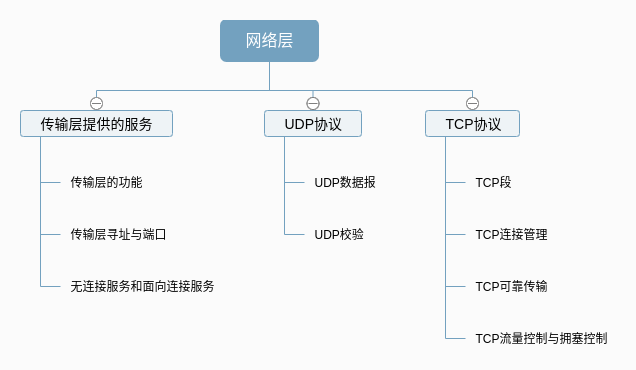 网络层
传输层提供的服务
传输层的功能
传输层寻址与端口
无连接服务和面向连接服务
UDP协议
UDP数据报
UDP校验
TCP协议
TCP段
TCP连接管理
TCP可靠传输
TCP流量控制与拥塞控制